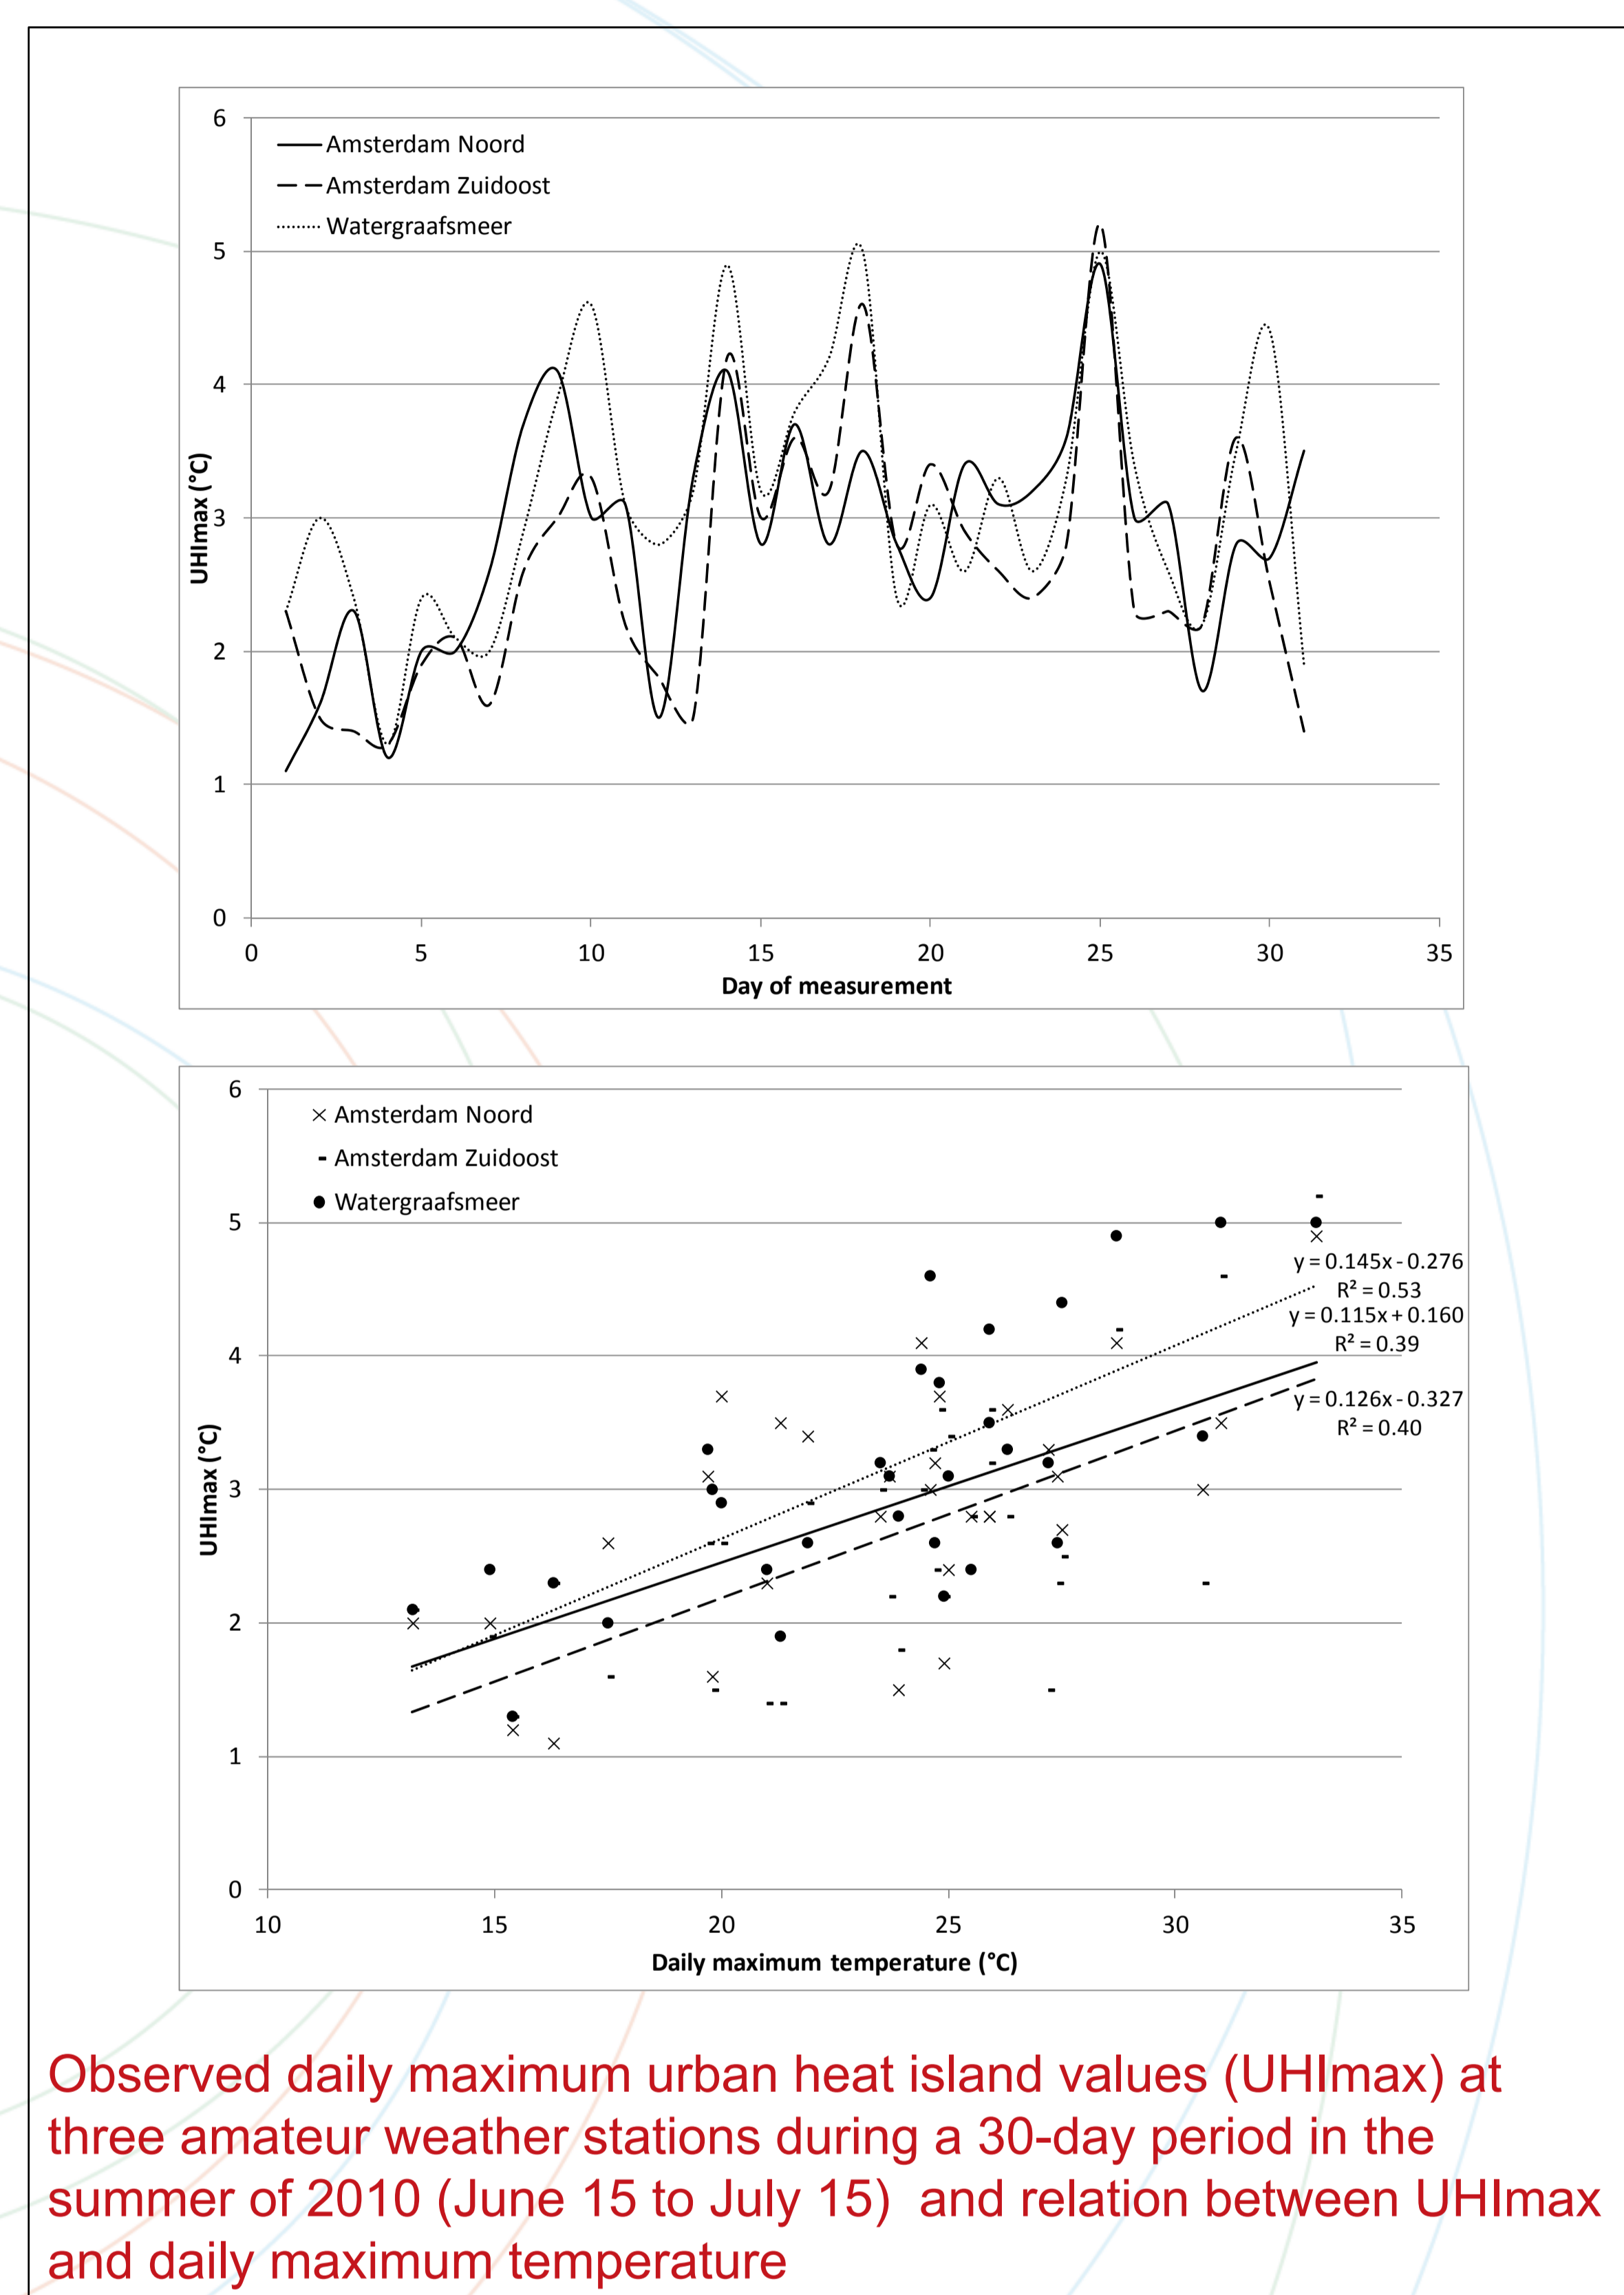 6
Amsterdam Noord
Amsterdam Zuidoost
5
Watergraafsmeer
4
3
2
1
0
UHImax (°C)
0 5 10 15 20 25 30 35
Day of measurement
6
Amsterdam Noord
Amsterdam Zuidoost
Watergraafsmeer
5
y = 0.145x - 0.276
R² = 0.53
y = 0.115x + 0.160
R² = 0.39
4
y = 0.126x - 0.327
R² = 0.40
3
2
1
0
UHImax (°C)
10 15 20 25 30 35
Daily maximum temperature (°C)
Observed daily maximum urban heat island values (UHImax) at
three amateur weather stations during a 30-day period in the
summer of 2010 (June 15 to July 15) and relation between UHImax
and daily maximum temperature